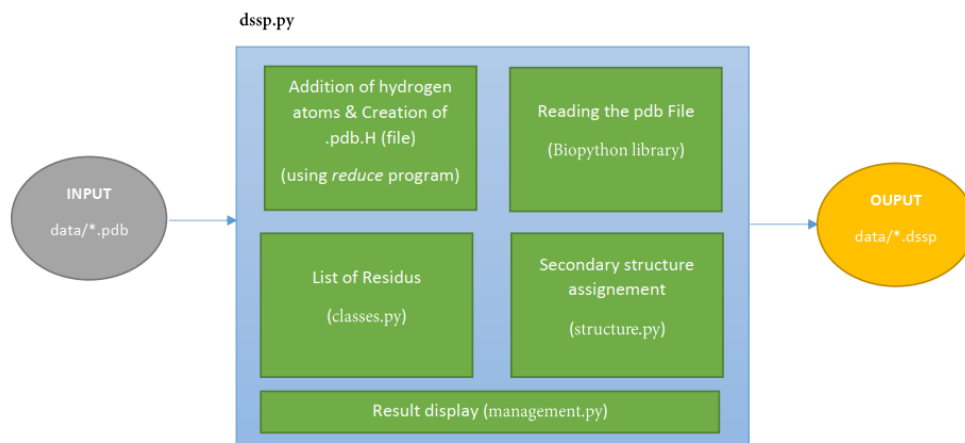 dssp.py
Addition of hydrogen
atoms & Creation of
.pdb.H (file)
(using reduce program)
Reading the pdb File
(Biopython library)
INPUT
data/*.pdb
OUPUT
data/*.dssp
List of Residus
(classes.py)
Secondary structure
assignement
(structure.py)
Result display (management.py)